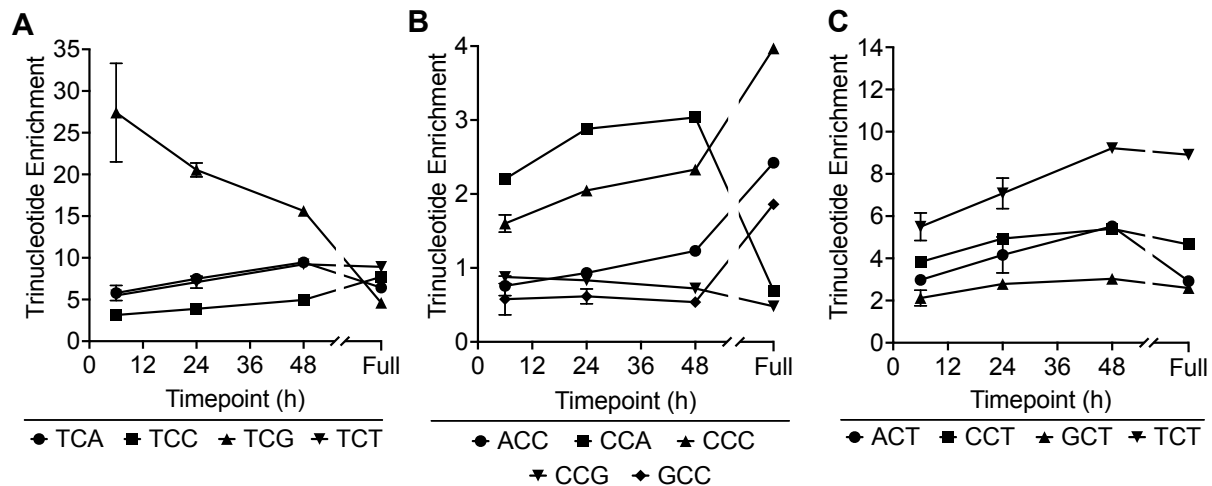 A
Trinucleotide Enrichment
35
30
25
20
15
10
5
0
0 12 24 36 48 Full
Timepoint (h)
TCA TCC TCG TCT
B
Trinucleotide Enrichment
4
3
2
1
0
0 12 24 36 48 Full
Timepoint (h)
ACC CCA CCC
CCG GCC
C
Trinucleotide Enrichment
14
12
10
8
6
4
2
0
0 12 24 36 48 Full
Timepoint (h)
ACT CCT GCT TCT